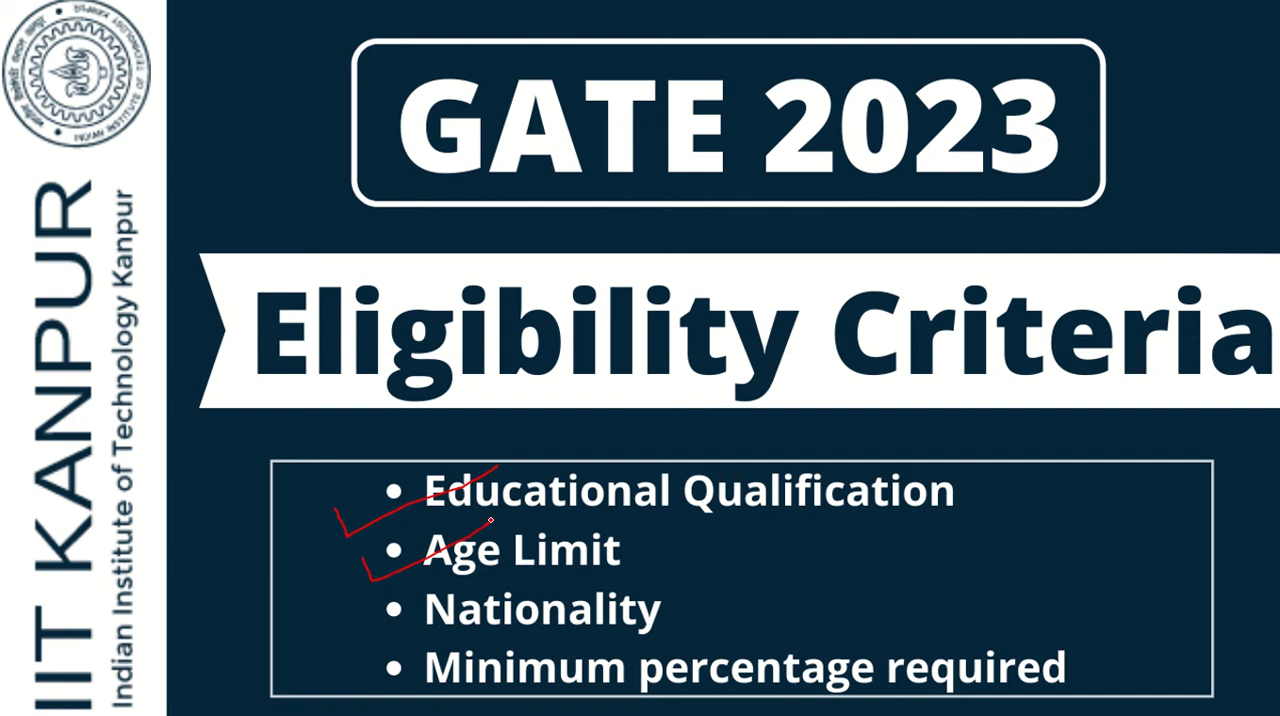 IIT KANPUR
Indian Institute of Technology Kanpur
GATE 2023
Eligibility Criteria
• Educational Qualification
• Age Limit
• Nationality
• Minimum percentage required